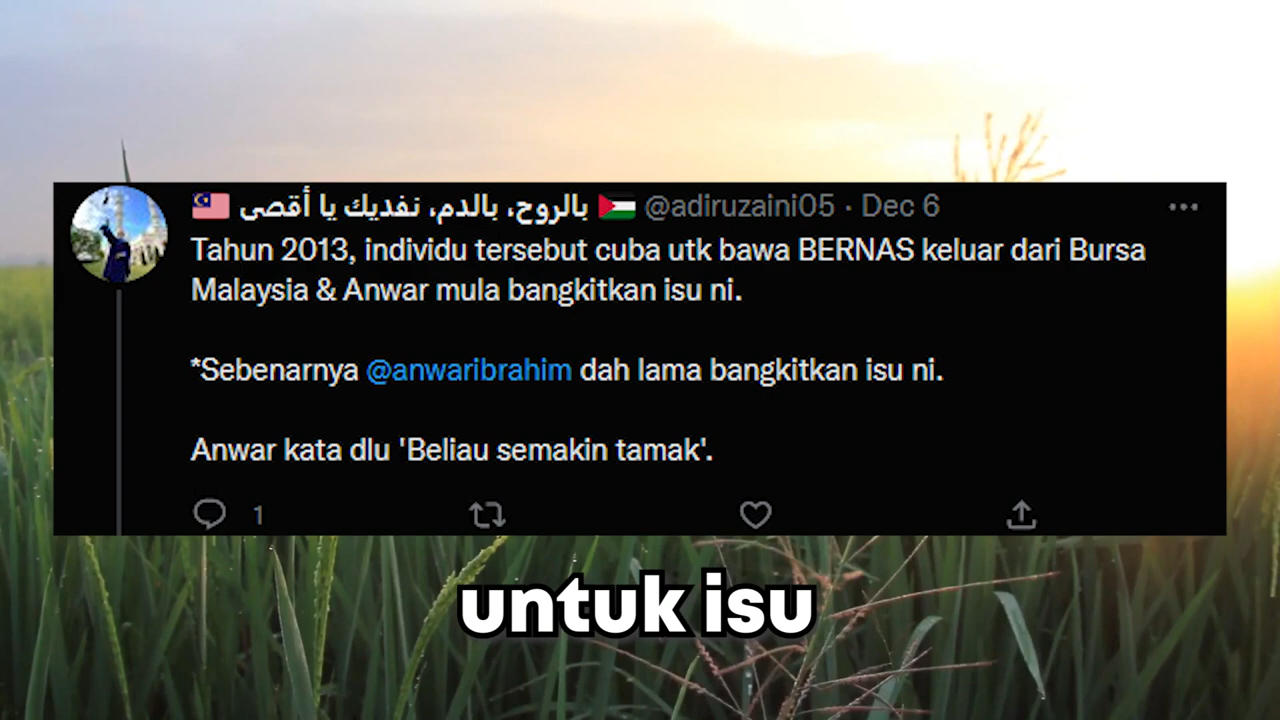 🇲🇾 بالروح، بالدم، نفديك يا أقصى 🇵🇸 @adiruzaini05 · Dec 6
Tahun 2013, individu tersebut cuba utk bawa BERNAS keluar dari Bursa
Malaysia & Anwar mula bangkitkan isu ni.
*Sebenarnya @anwaribrahim dah lama bangkitkan isu ni.
Anwar kata dlu 'Beliau semakin tamak'.
1
untuk isu